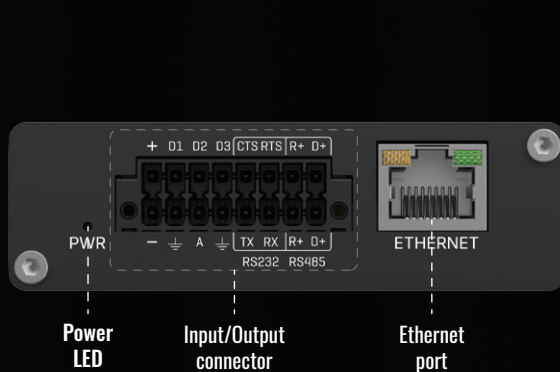 + D1 D2 D3 CTS RTS R+ D+
PWR
− ⏚ A ⏚ TX RX R+ D+
ETHERNET
RS232 RS485
Power
LED
Input/Output
connector
Ethernet
port